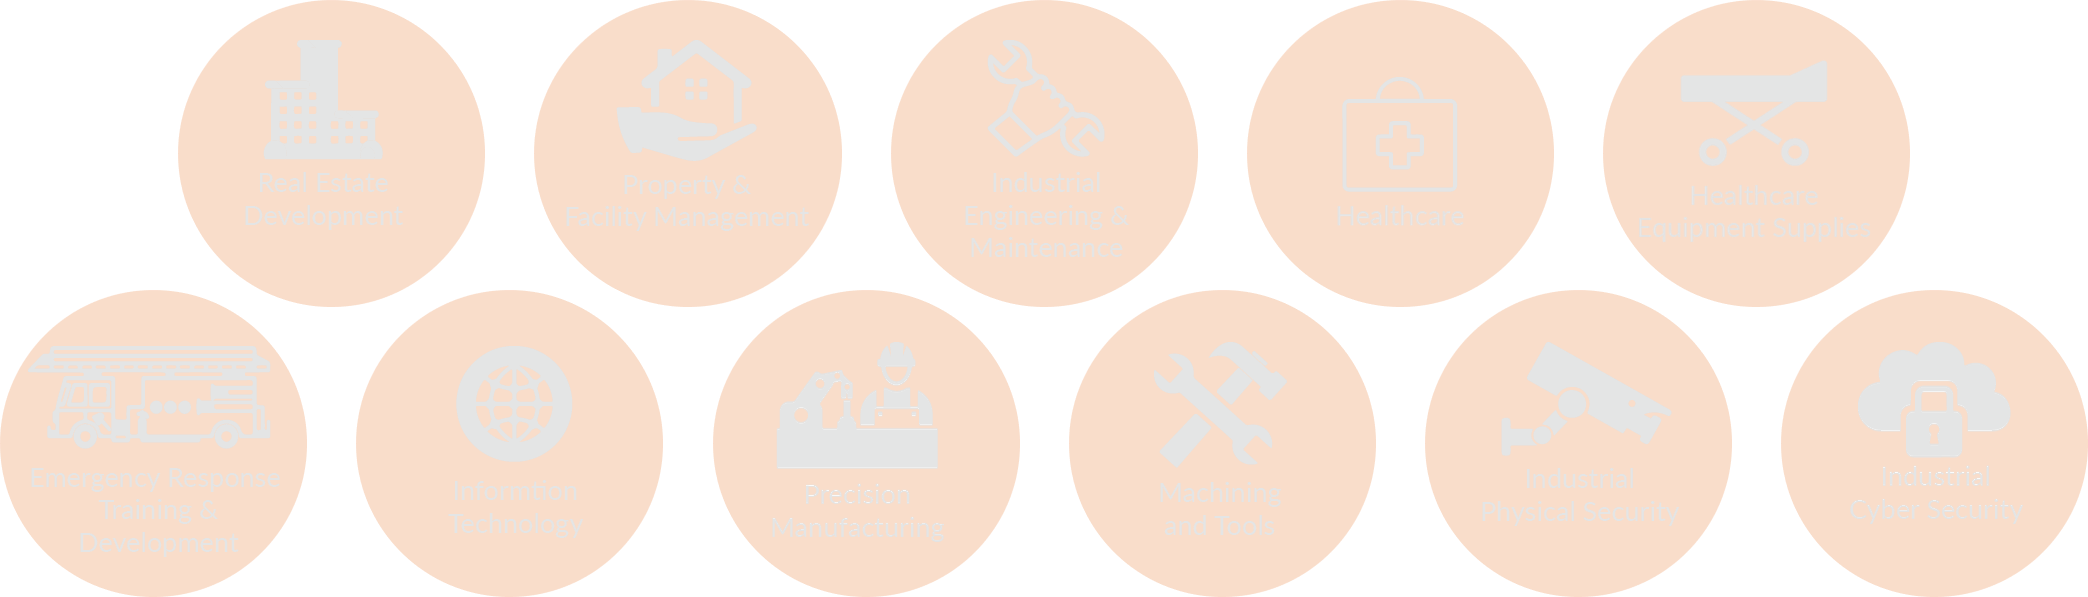 Real Estate
Development
Property &
Facility Management
Industrial
Engineering &
Maintenance
Healthcare
Healthcare
Equipment Supplies
Emergency Response
Training &
Development
Information
Technology
Precision
Manufacturing
Machining
and Tools
Industrial
Physical Security
Industrial
Cyber Security